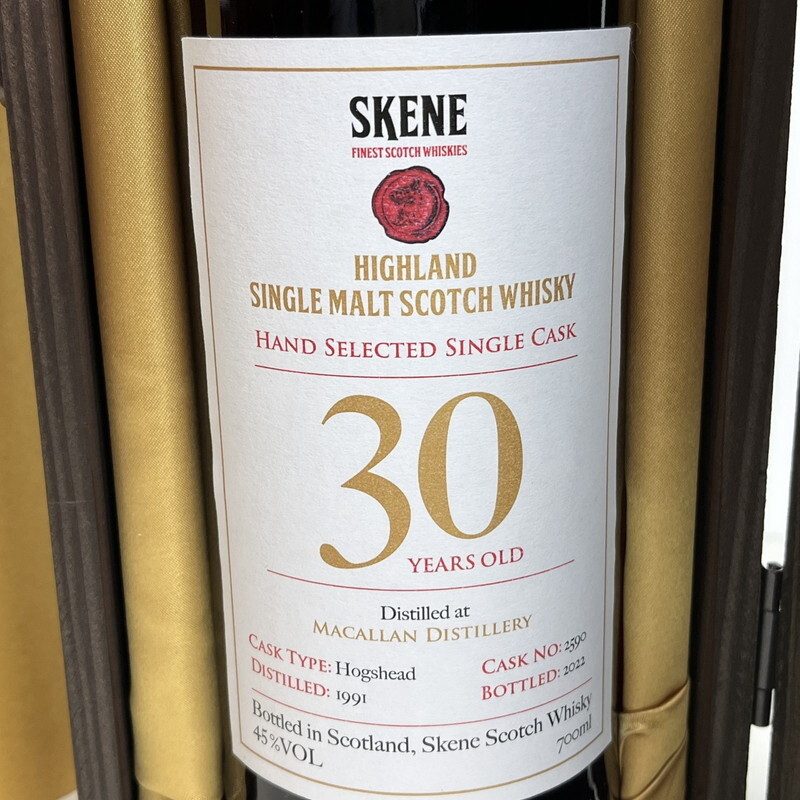 SKENE
FINEST SCOTCH WHISKIES
HIGHLAND
SINGLE MALT SCOTCH WHISKY
HAND SELECTED SINGLE CASK
30
YEARS OLD
Distilled at
MACALLAN DISTILLERY
CASK TYPE: Hogshead
CASK NO: 2590
DISTILLED: 1991
BOTTLED: 2022
Bottled in Scotland, Skene Scotch Whisky
45%VOL
700ml